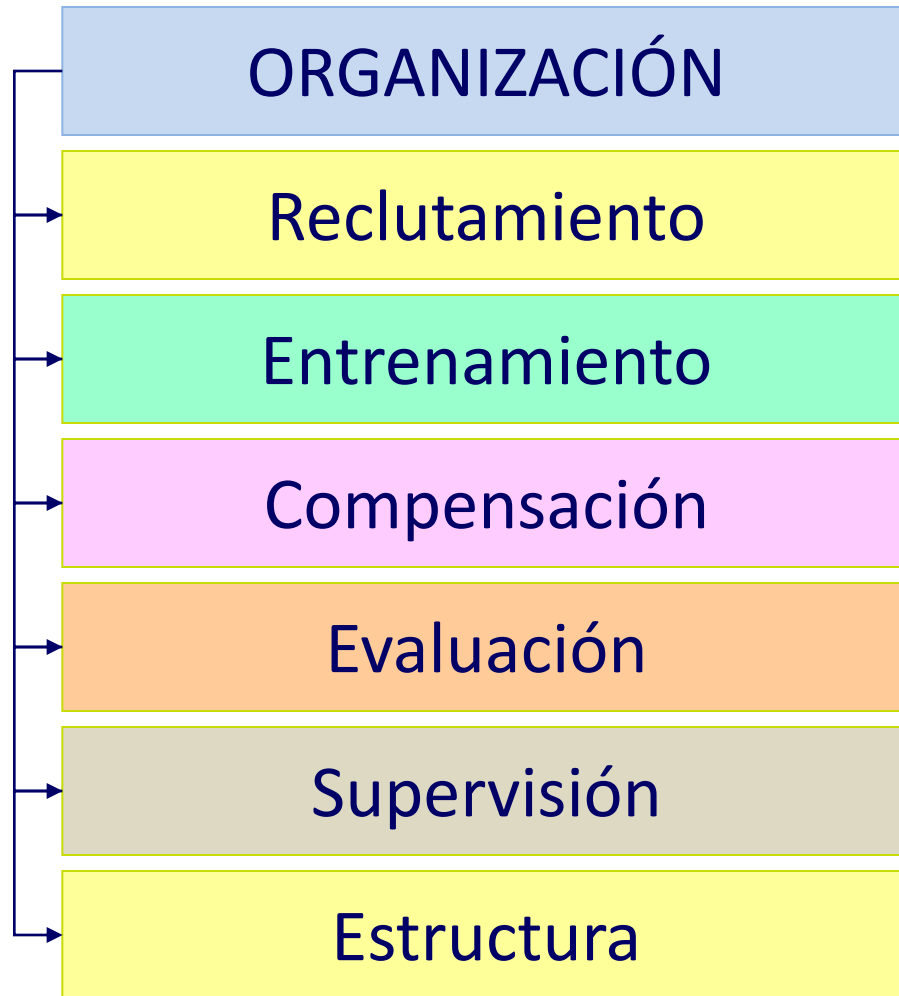 ORGANIZACIÓN
Reclutamiento
Entrenamiento
Compensación
Evaluación
Supervisión
Estructura